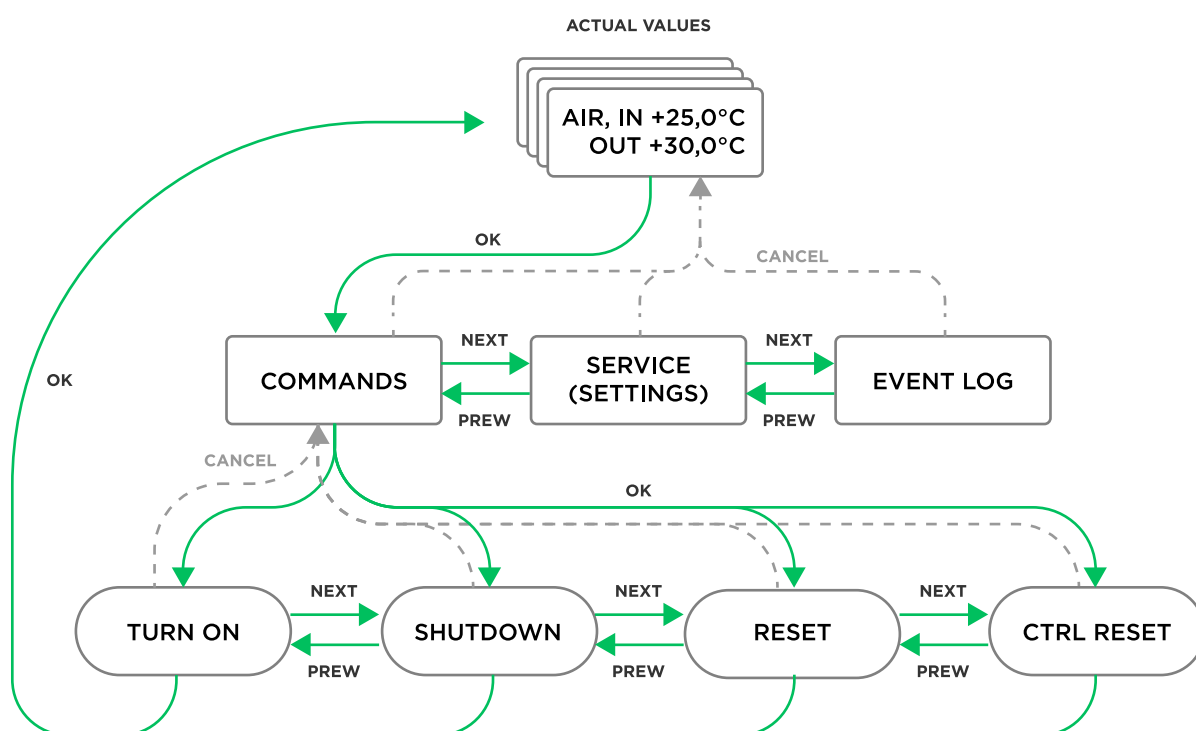 ACTUAL VALUES
AIR, IN +25,0°C
OUT +30,0°C
OK
CANCEL
OK
NEXT
NEXT
COMMANDS
SERVICE
(SETTINGS)
EVENT LOG
PREW
PREW
CANCEL
OK
NEXT
NEXT
NEXT
TURN ON
SHUTDOWN
RESET
CTRL RESET
PREW
PREW
PREW